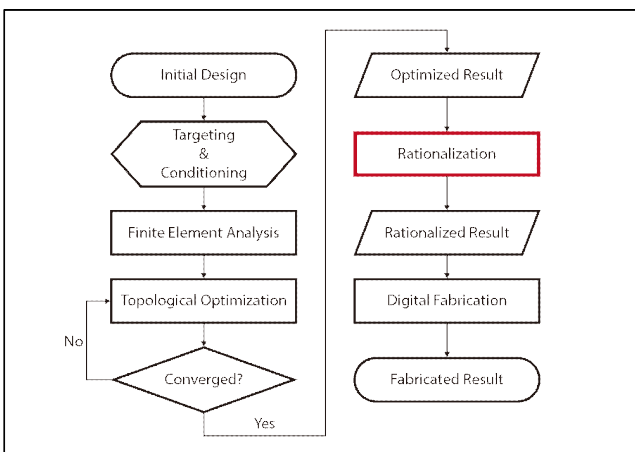 Initial Design
Targeting
&
Conditioning
Finite Element Analysis
Topological Optimization
No
Converged?
Yes
Optimized Result
Rationalization
Rationalized Result
Digital Fabrication
Fabricated Result